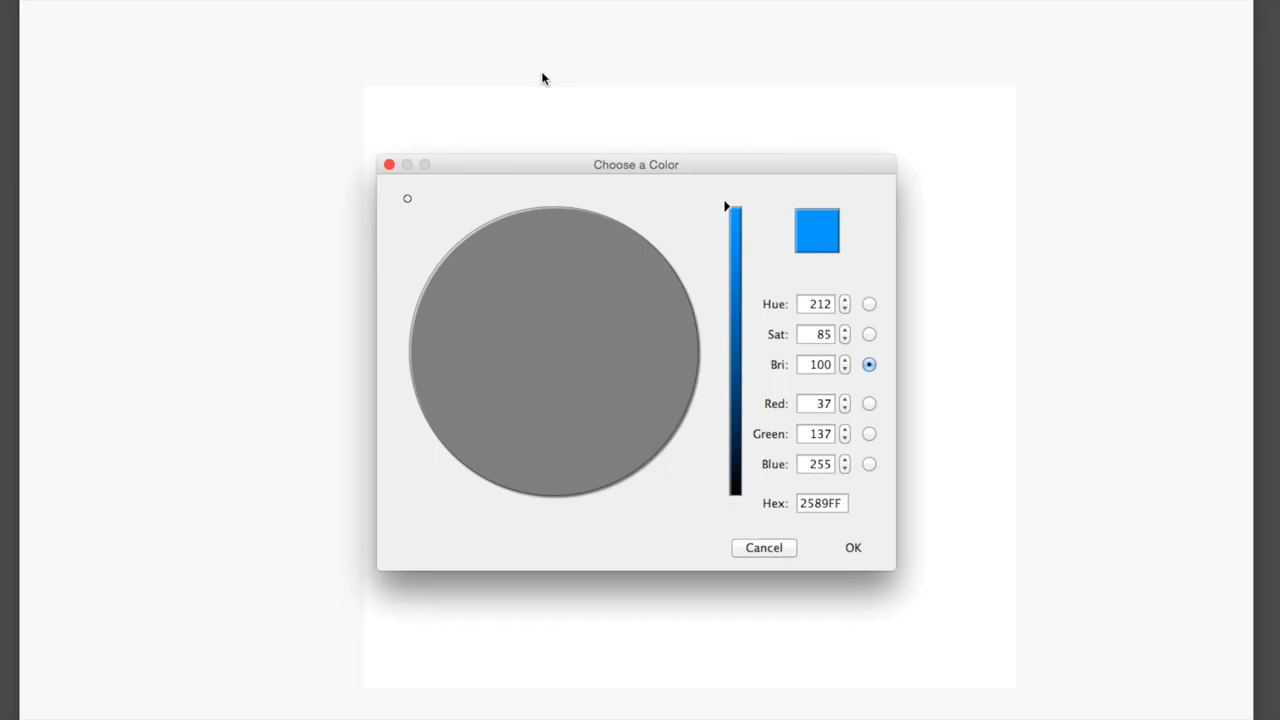 Choose a Color
Hue: 212
Sat: 85
Bri: 100
Red: 37
Green: 137
Blue: 255
Hex: 2589FF
Cancel OK